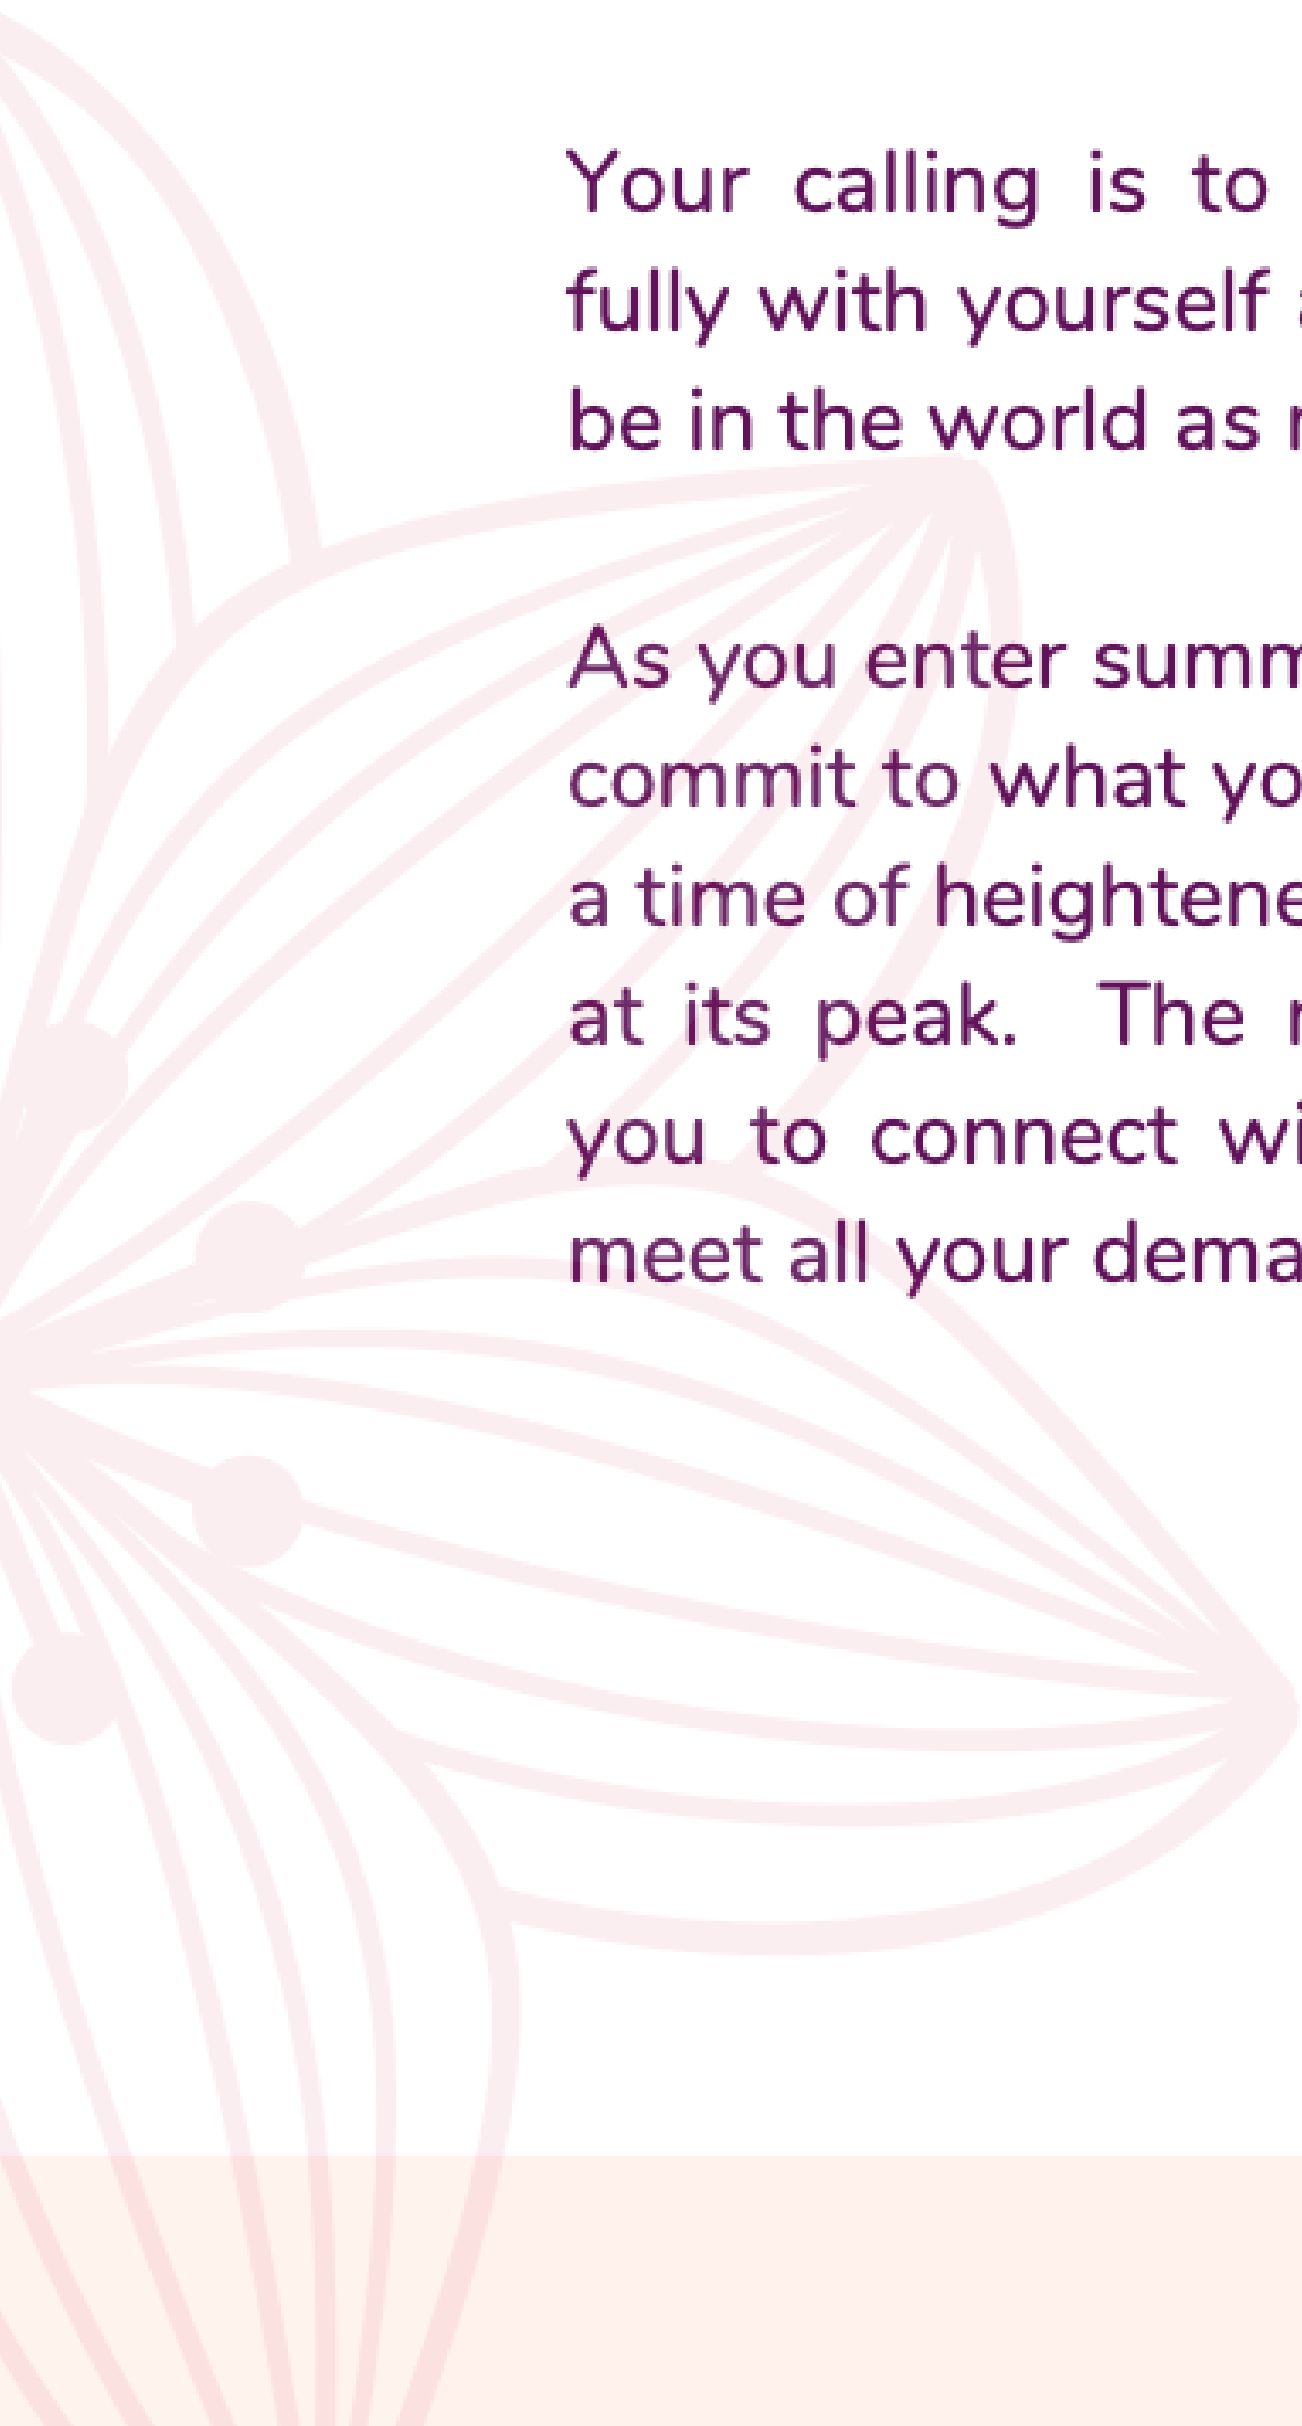 Your calling is to
fully with yourself
be in the world as
As you enter summ
commit to what yo
a time of heightene
at its peak. The
you to connect wi
meet all your dema